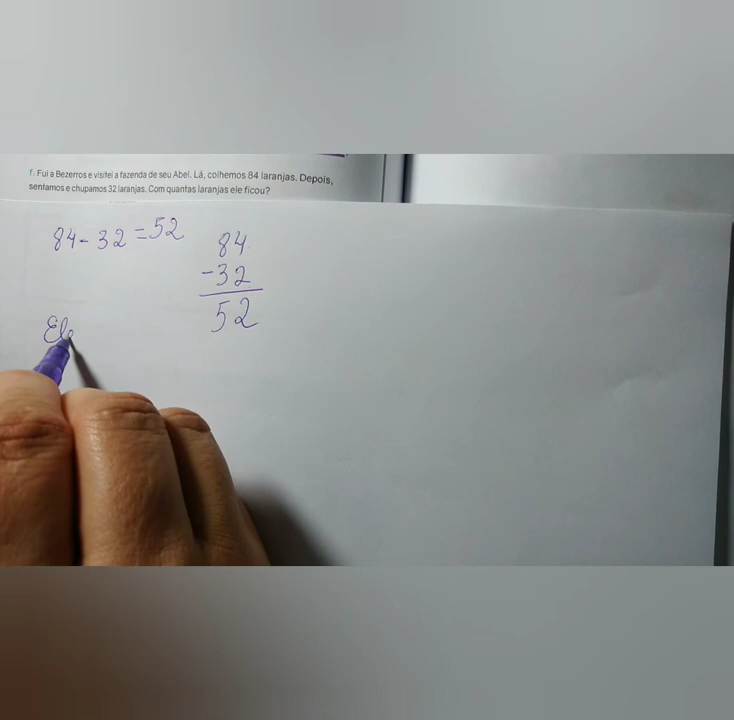 f. Fui a Bezerros e visitei a fazenda de seu Abel. Lá, colhemos 84 laranjas. Depois,
sentamos e chupamos 32 laranjas. Com quantas laranjas ele ficou?
84 - 32 = 52
84
-32
52
Ele